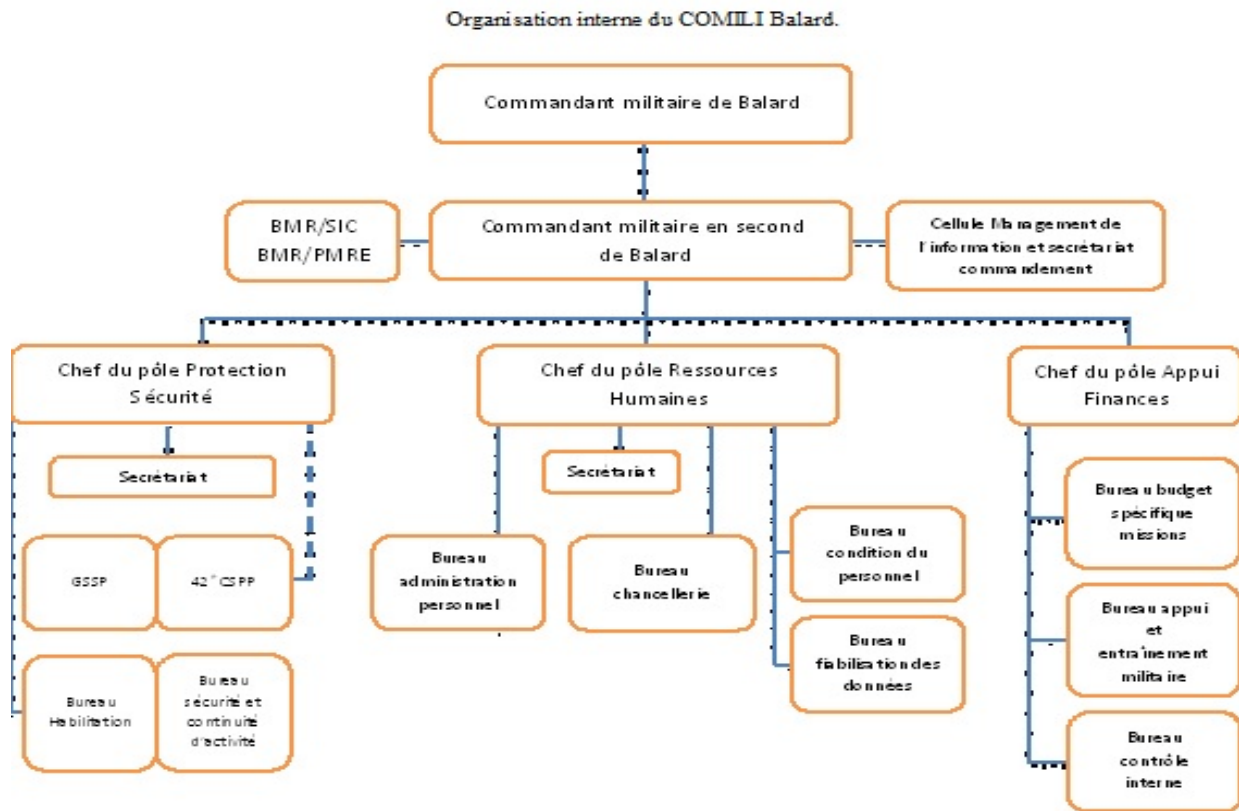 Organisation interne du COMILI Balard.
Commandant militaire de Balard
BMR/SIC
BMR/PMRE
Commandant militaire en second
de Balard
Cellule Management de
l'information et secrétariat
commandement
Chef du pôle Protection
Sécurité
Chef du pôle Ressources
Humaines
Chef du pôle Appui
Finances
Secrétariat
Secrétariat
Bureau budget
spécifique
missions
GSSP
42°CSPP
Bureau
administration
personnel
Bureau
chancellerie
Bureau
condition du
personnel
Bureau appui
et
entraînement
militaire
Bureau
Habilitation
Bureau
sécurité et
continuité
d'activité
Bureau
fiabilisation des
données
Bureau
contrôle
interne